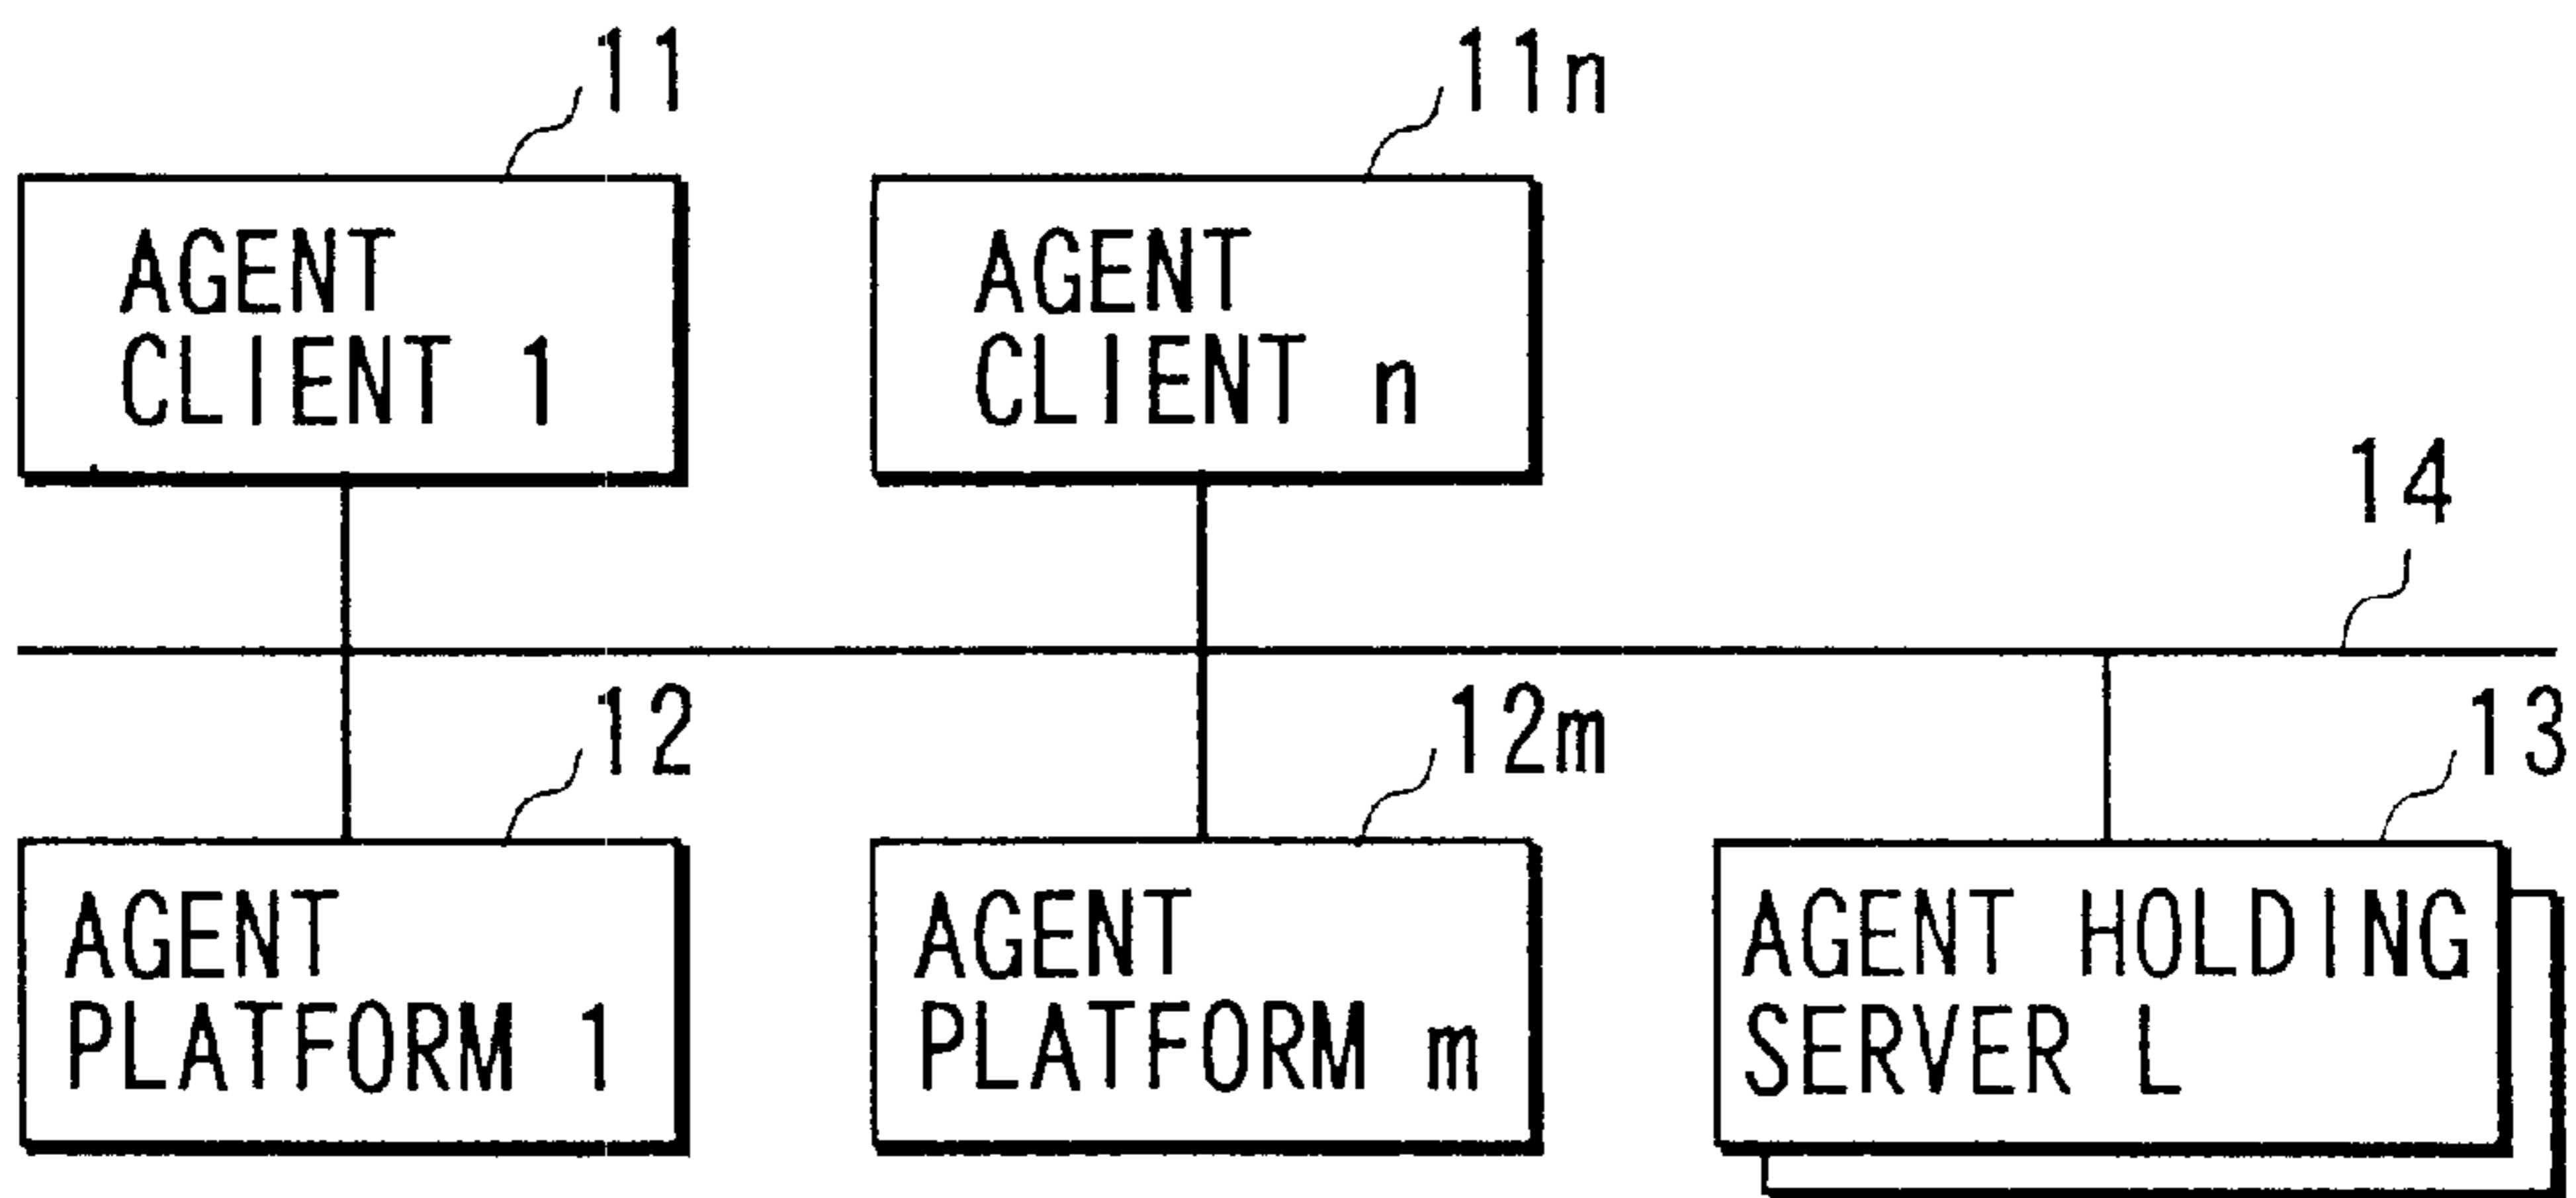 11
11n
AGENT
CLIENT 1
AGENT
CLIENT n
14
12
12m
13
AGENT
PLATFORM 1
AGENT
PLATFORM m
AGENT HOLDING
SERVER L